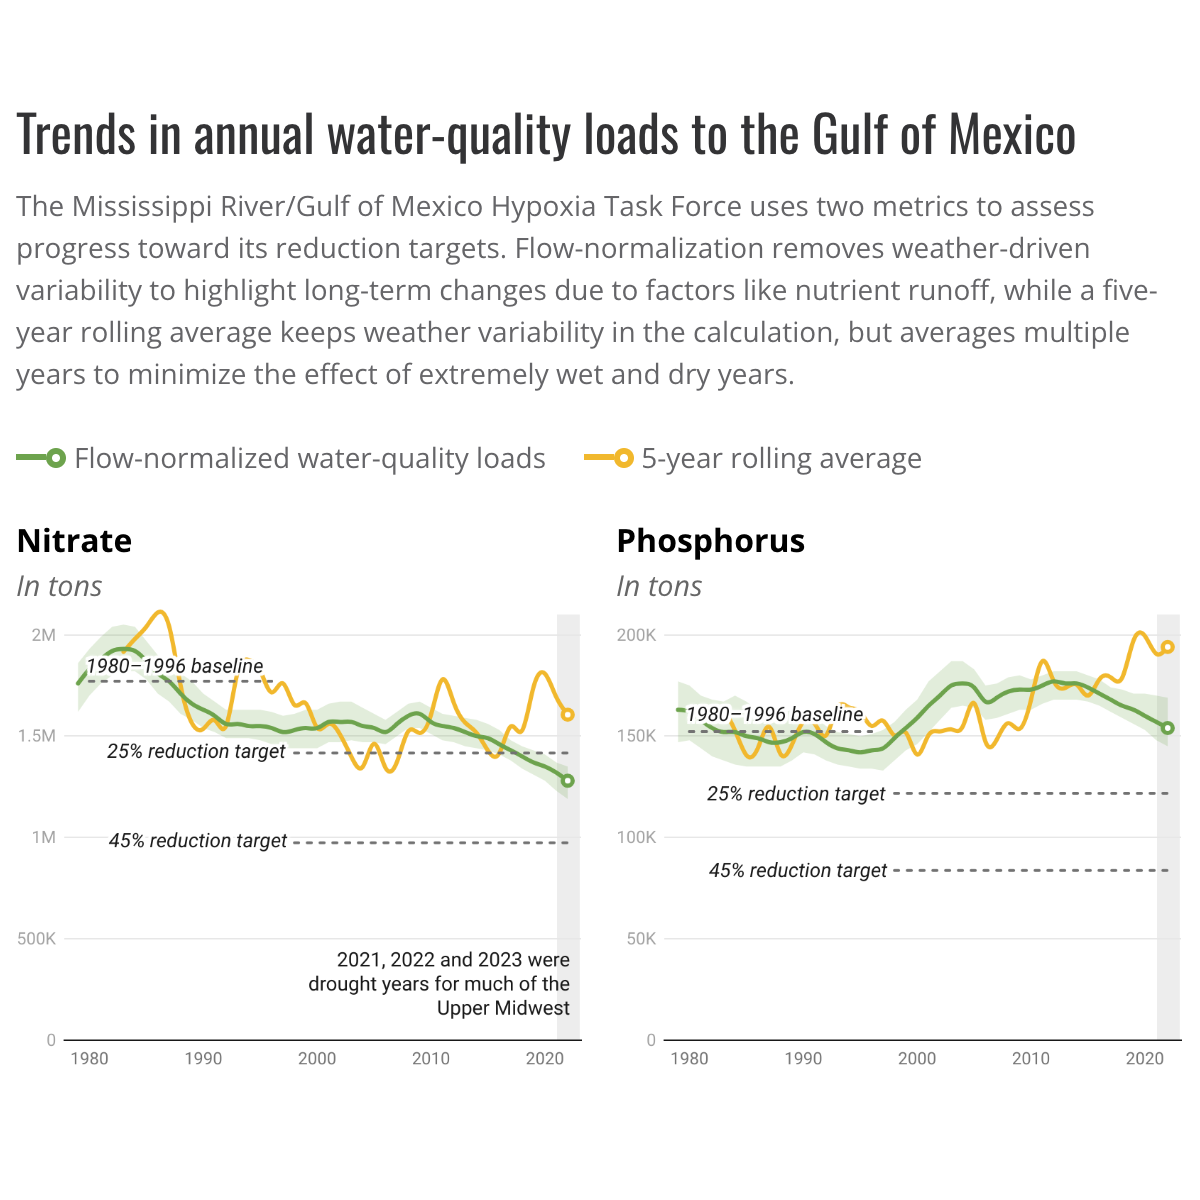 Trends in annual water-quality loads to the Gulf of Mexico
The Mississippi River/Gulf of Mexico Hypoxia Task Force uses two metrics to assess
progress toward its reduction targets. Flow-normalization removes weather-driven
variability to highlight long-term changes due to factors like nutrient runoff, while a five-
year rolling average keeps weather variability in the calculation, but averages multiple
years to minimize the effect of extremely wet and dry years.
Flow-normalized water-quality loads
5-year rolling average
Nitrate
In tons
2M
1980–1996 baseline
1.5M
25% reduction target
1M
45% reduction target
500K
2021, 2022 and 2023 were
drought years for much of the
Upper Midwest
0
1980 1990 2000 2010 2020
Phosphorus
In tons
200K
1980–1996 baseline
150K
25% reduction target
100K
45% reduction target
50K
0
1980 1990 2000 2010 2020